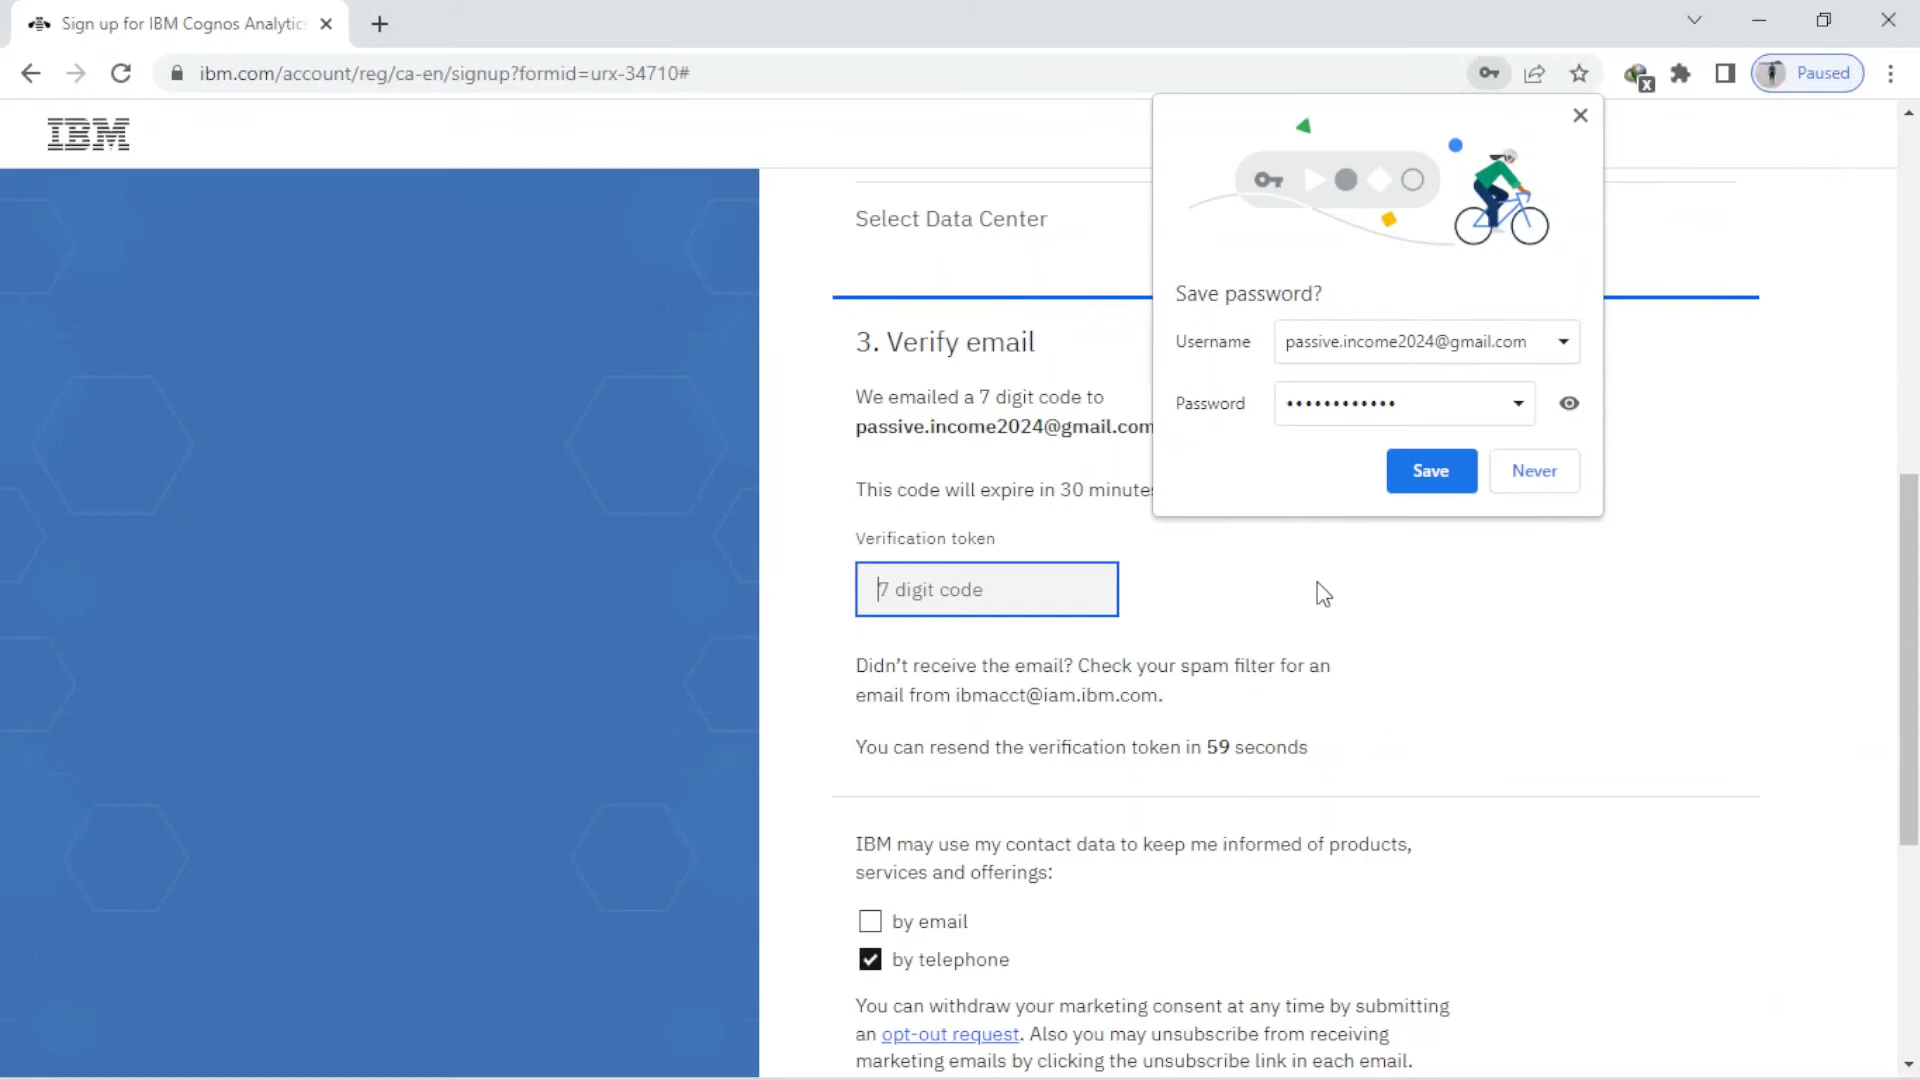 Sign up for IBM Cognos Analytic
ibm.com/account/reg/ca-en/signup?formid=urx-34710#
Paused
IBM
Select Data Center
3. Verify email
We emailed a 7 digit code to
passive.income2024@gmail.com
This code will expire in 30 minutes
Verification token
7 digit code
Didn't receive the email? Check your spam filter for an
email from ibmacct@iam.ibm.com.
You can resend the verification token in 59 seconds
IBM may use my contact data to keep me informed of products,
services and offerings:
by email
by telephone
You can withdraw your marketing consent at any time by submitting
an opt-out request. Also you may unsubscribe from receiving
marketing emails by clicking the unsubscribe link in each email.
Save password?
Username passive.income2024@gmail.com
Password ••••••••••••
Save Never